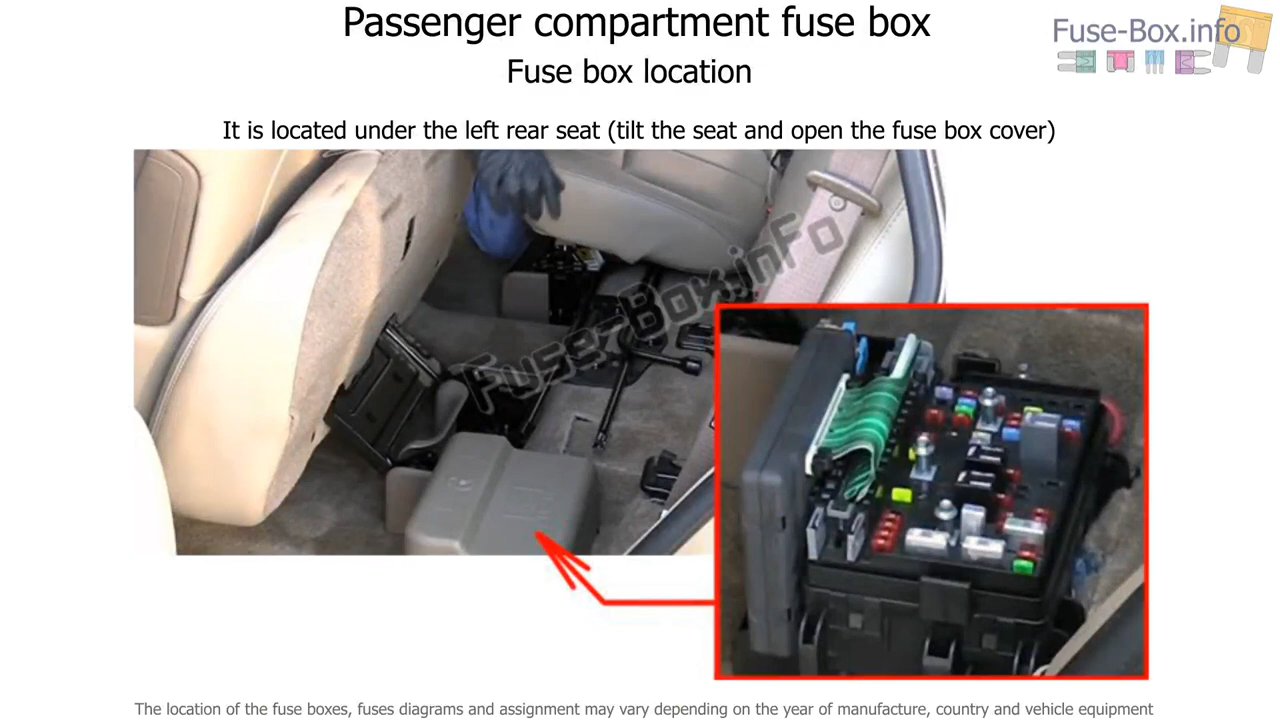 Passenger compartment fuse box
Fuse-Box.info
Fuse box location
It is located under the left rear seat (tilt the seat and open the fuse box cover)
Fuse-Box.info
The location of the fuse boxes, fuses diagrams and assignment may vary depending on the year of manufacture, country and vehicle equipment